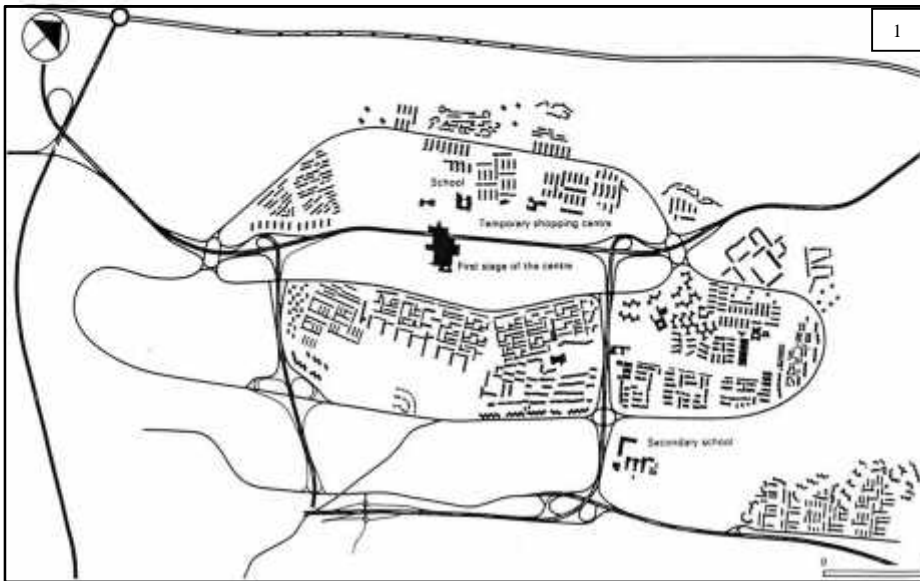 1
School
Temporary shopping centre
First stage of the centre
Secondary school
0